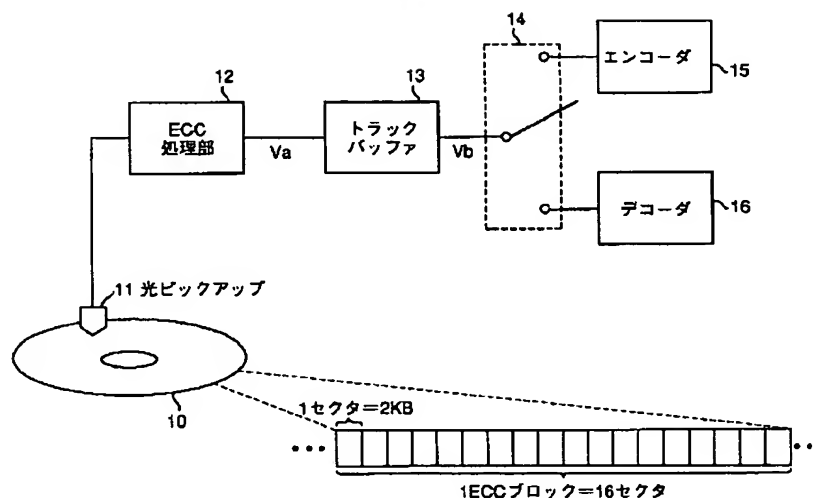 14
エンコーダ
15
12
13
ECC
処理部
Va
トラック
バッファ
Vb
デコーダ
16
11 光ピックアップ
10
1セクタ=2KB
1ECCブロック=16セクタ